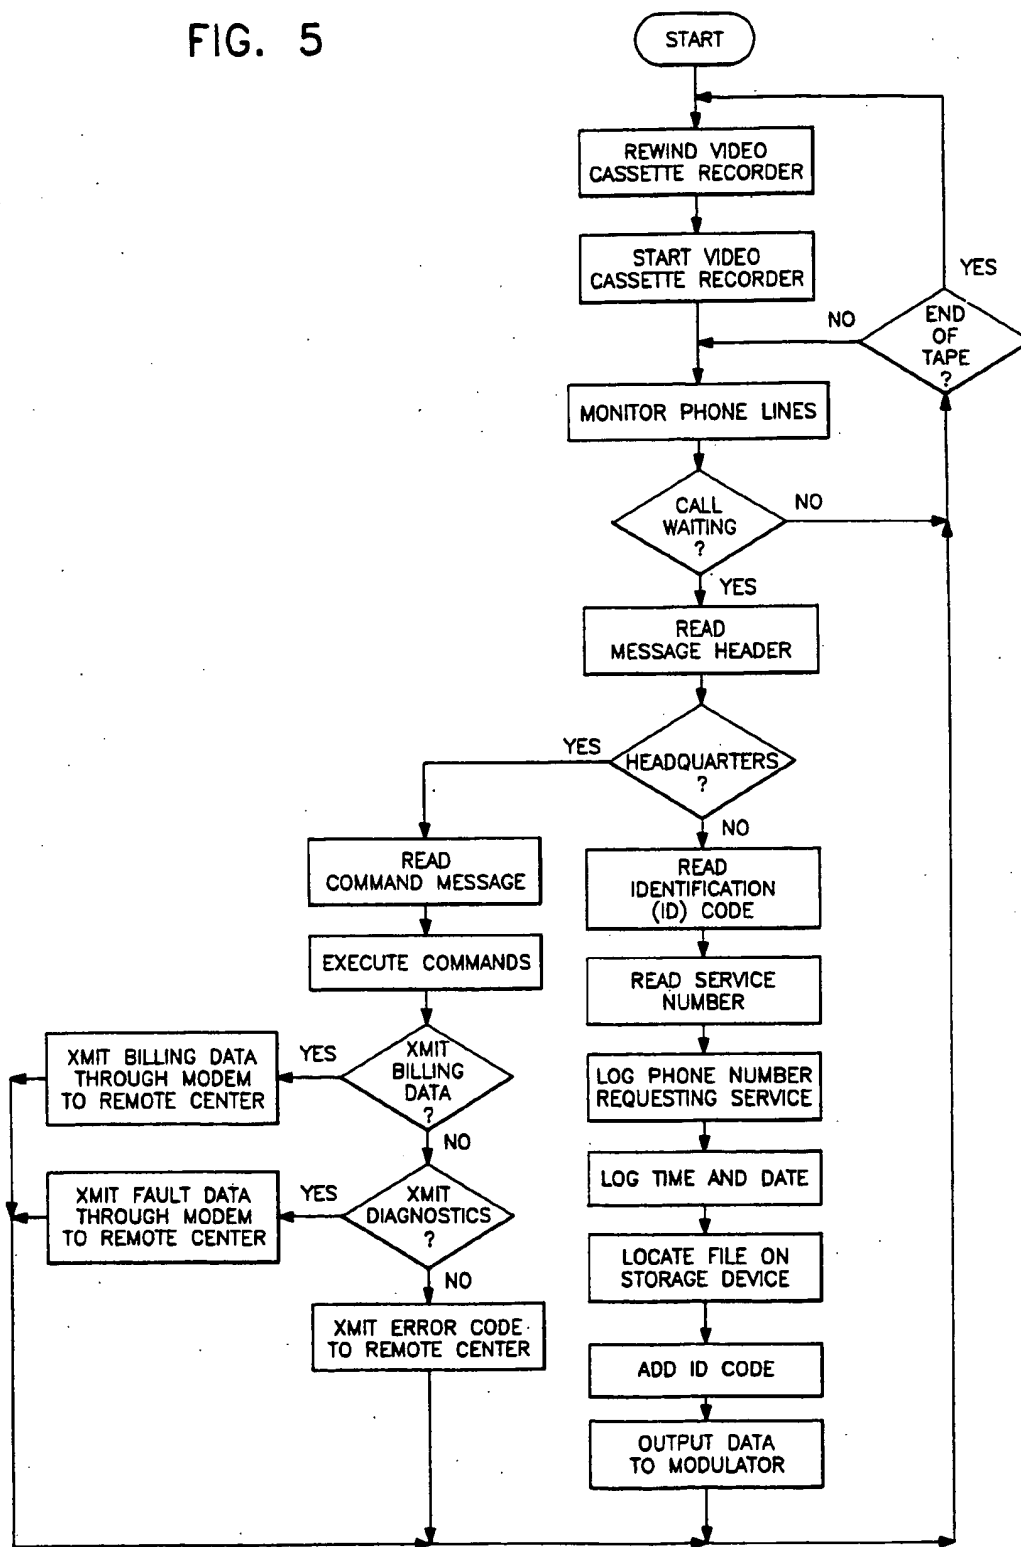 FIG. 5
START
REWIND VIDEO
CASSETTE RECORDER
START VIDEO
CASSETTE RECORDER
YES
NO
END
OF
TAPE
?
MONITOR PHONE LINES
CALL
WAITING
?
NO
YES
READ
MESSAGE HEADER
YES
HEADQUARTERS
?
NO
READ
COMMAND MESSAGE
READ
IDENTIFICATION
(ID) CODE
EXECUTE COMMANDS
READ SERVICE
NUMBER
XMIT BILLING DATA
THROUGH MODEM
TO REMOTE CENTER
YES
XMIT
BILLING
DATA
?
NO
LOG PHONE NUMBER
REQUESTING SERVICE
XMIT FAULT DATA
THROUGH MODEM
TO REMOTE CENTER
YES
XMIT
DIAGNOSTICS
?
NO
LOG TIME AND DATE
LOCATE FILE ON
STORAGE DEVICE
XMIT ERROR CODE
TO REMOTE CENTER
ADD ID CODE
OUTPUT DATA
TO MODULATOR